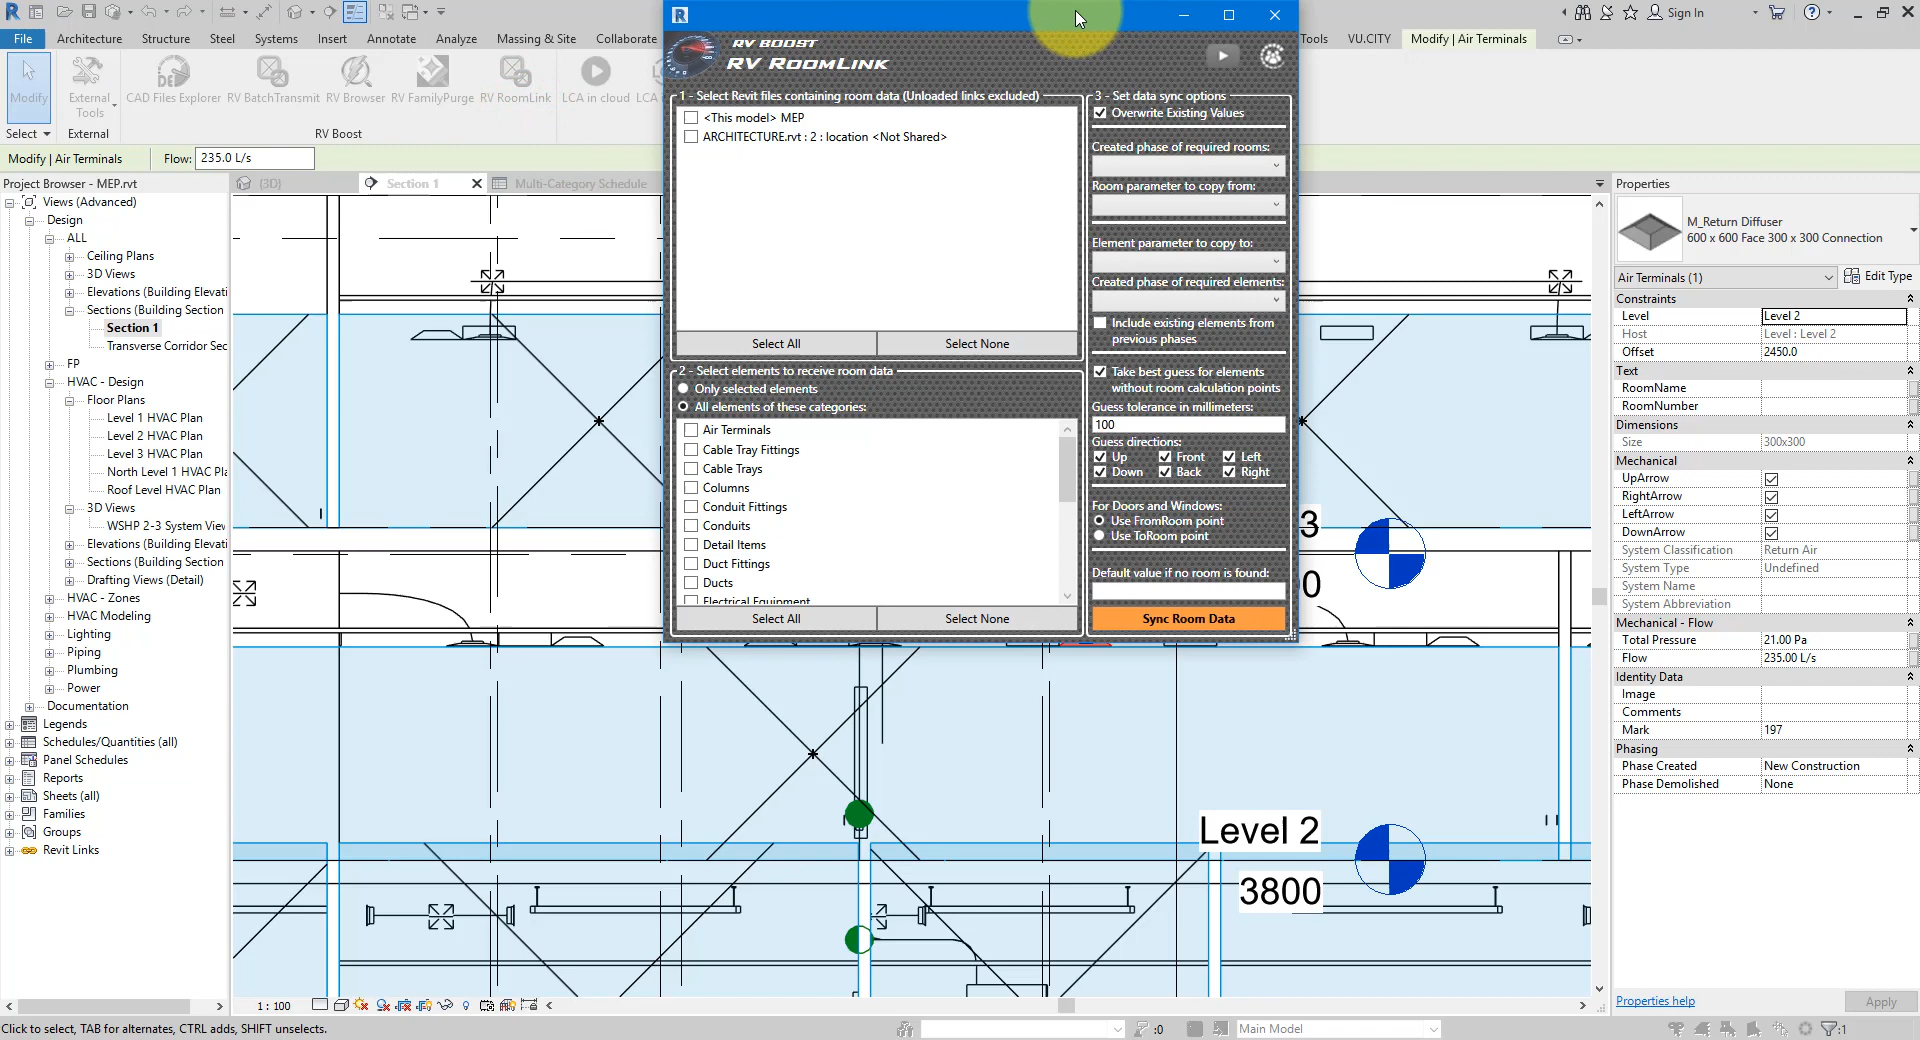 Sign In
File
Architecture
Structure
Steel
Systems
Insert
Annotate
Analyze
Massing & Site
Collaborate
Tools
VU.CITY
Modify | Air Terminals
Modify
External
Tools
CAD Files Explorer
RV BatchTransmit
RV Browser
RV FamilyPurge
RV RoomLink
LCA in cloud
LCA
Select
External
RV Boost
Modify | Air Terminals
Flow:
235.0 L/s
Project Browser - MEP.rvt
(3D)
Section 1
Multi-Category Schedule
Views (Advanced)
Design
ALL
Ceiling Plans
3D Views
Elevations (Building Elevati
Sections (Building Section
Section 1
Transverse Corridor Sec
FP
HVAC - Design
Floor Plans
Level 1 HVAC Plan
Level 2 HVAC Plan
Level 3 HVAC Plan
North Level 1 HVAC Pla
Roof Level HVAC Plan
3D Views
WSHP 2-3 System View
Elevations (Building Elevati
Sections (Building Section
Drafting Views (Detail)
HVAC - Zones
HVAC Modeling
Lighting
Piping
Plumbing
Power
Documentation
Legends
Schedules/Quantities (all)
Panel Schedules
Reports
Sheets (all)
Families
Groups
Revit Links
RV BOOST
RV ROOMLINK
1 - Select Revit files containing room data (Unloaded links excluded)
<This model> MEP
ARCHITECTURE.rvt : 2 : location <Not Shared>
Select All
Select None
2 - Select elements to receive room data
Only selected elements
All elements of these categories:
Air Terminals
Cable Tray Fittings
Cable Trays
Columns
Conduit Fittings
Conduits
Detail Items
Duct Fittings
Ducts
Electrical Equipment
Select All
Select None
3 - Set data sync options
Overwrite Existing Values
Created phase of required rooms:
Room parameter to copy from:
Element parameter to copy to:
Created phase of required elements:
Include existing elements from
previous phases
Take best guess for elements
without room calculation points
Guess tolerance in millimeters:
100
Guess directions:
Up
Front
Left
Down
Back
Right
For Doors and Windows:
Use FromRoom point
Use ToRoom point
Default value if no room is found:
Sync Room Data
3
0
Level 2
3800
Properties
M_Return Diffuser
600 x 600 Face 300 x 300 Connection
Air Terminals (1)
Edit Type
Constraints
Level
Level 2
Host
Level : Level 2
Offset
2450.0
Text
RoomName
RoomNumber
Dimensions
Size
300x300
Mechanical
UpArrow
RightArrow
LeftArrow
DownArrow
System Classification
Return Air
System Type
Undefined
System Name
System Abbreviation
Mechanical - Flow
Total Pressure
21.00 Pa
Flow
235.00 L/s
Identity Data
Image
Comments
Mark
197
Phasing
Phase Created
New Construction
Phase Demolished
None
Properties help
Apply
1 : 100
Click to select, TAB for alternates, CTRL adds, SHIFT unselects.
:0
Main Model
:1